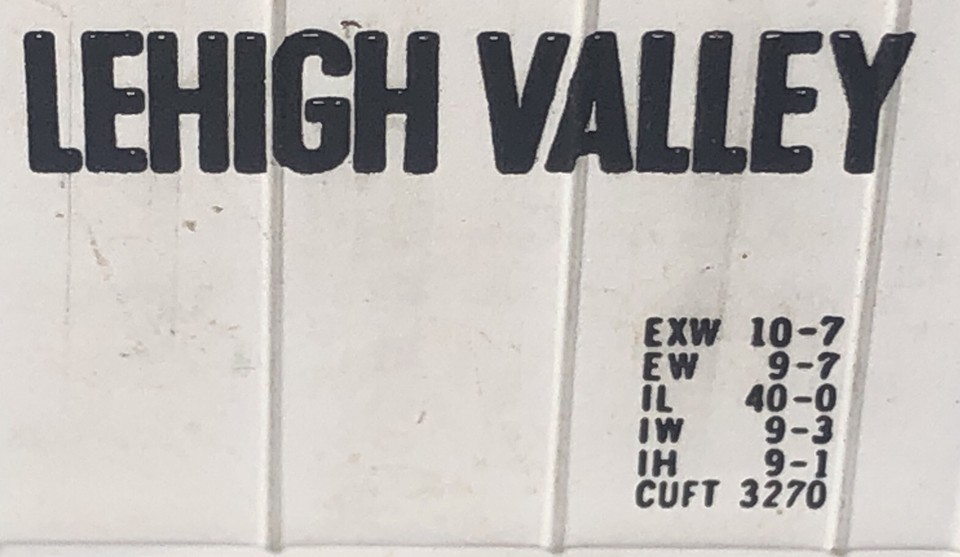 LEHIGH VALLEY
EXW 10-7
EW 9-7
IL 40-0
IW 9-3
IH 9-1
CUFT 3270